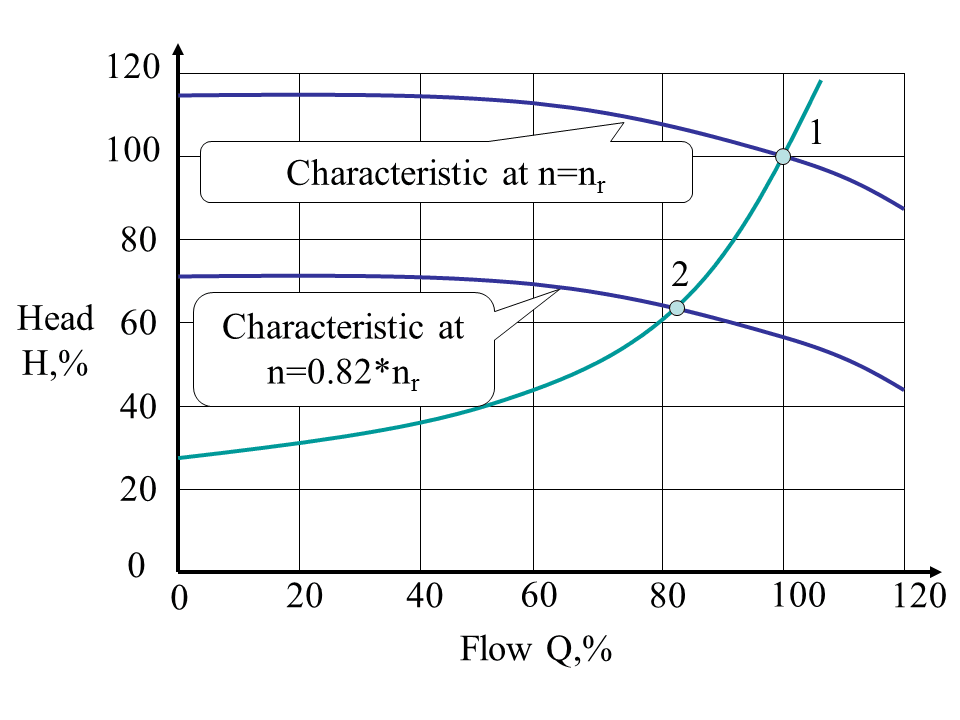 120
100
80
60
40
20
0
Head
H,%
Characteristic at n=nr
Characteristic at
n=0.82*nr
1
2
0 20 40 60 80 100 120
Flow Q,%